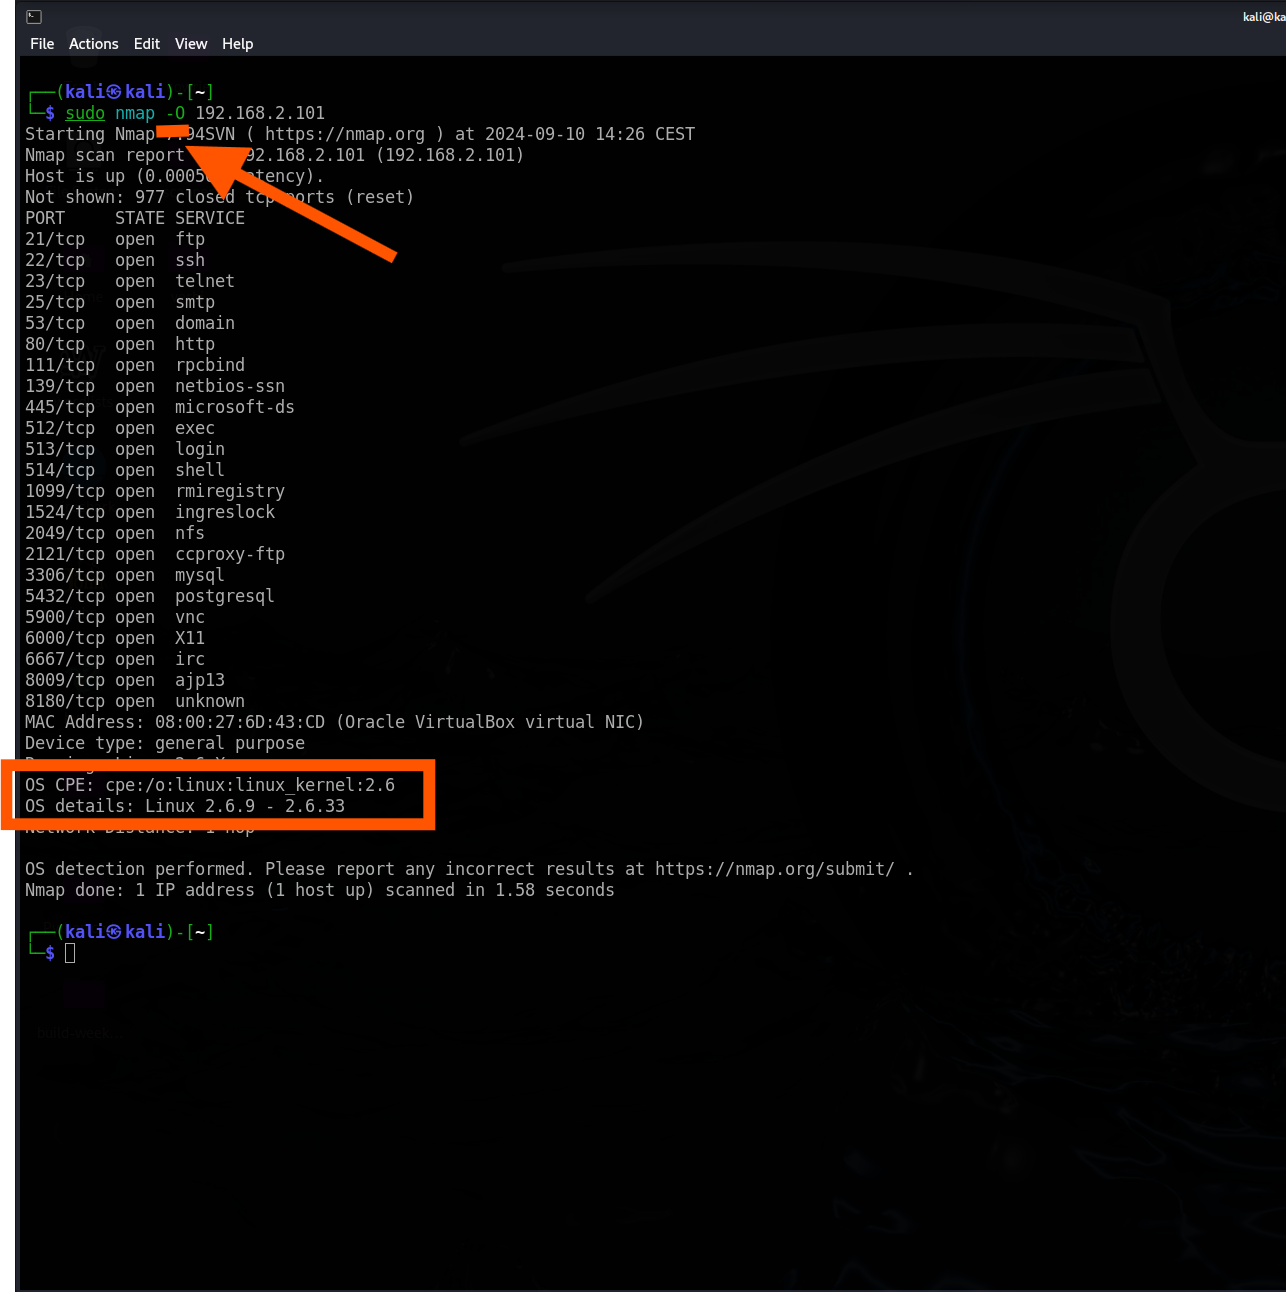 kali@ka
File Actions Edit View Help
┌──(kali㉿kali)-[~]
└─$ sudo nmap -O 192.168.2.101
Starting Nmap 7.94SVN ( https://nmap.org ) at 2024-09-10 14:26 CEST
Nmap scan report 92.168.2.101 (192.168.2.101)
Host is up (0.0005 tency).
Not shown: 977 closed tcp ports (reset)
PORT STATE SERVICE
21/tcp open ftp
22/tcp open ssh
23/tcp open telnet
25/tcp open smtp
53/tcp open domain
80/tcp open http
111/tcp open rpcbind
139/tcp open netbios-ssn
445/tcp open microsoft-ds
512/tcp open exec
513/tcp open login
514/tcp open shell
1099/tcp open rmiregistry
1524/tcp open ingreslock
2049/tcp open nfs
2121/tcp open ccproxy-ftp
3306/tcp open mysql
5432/tcp open postgresql
5900/tcp open vnc
6000/tcp open X11
6667/tcp open irc
8009/tcp open ajp13
8180/tcp open unknown
MAC Address: 08:00:27:6D:43:CD (Oracle VirtualBox virtual NIC)
Device type: general purpose
OS CPE: cpe:/o:linux:linux_kernel:2.6
OS details: Linux 2.6.9 - 2.6.33
Network Distance: 1 hop
OS detection performed. Please report any incorrect results at https://nmap.org/submit/ .
Nmap done: 1 IP address (1 host up) scanned in 1.58 seconds
┌──(kali㉿kali)-[~]
└─$
build-week